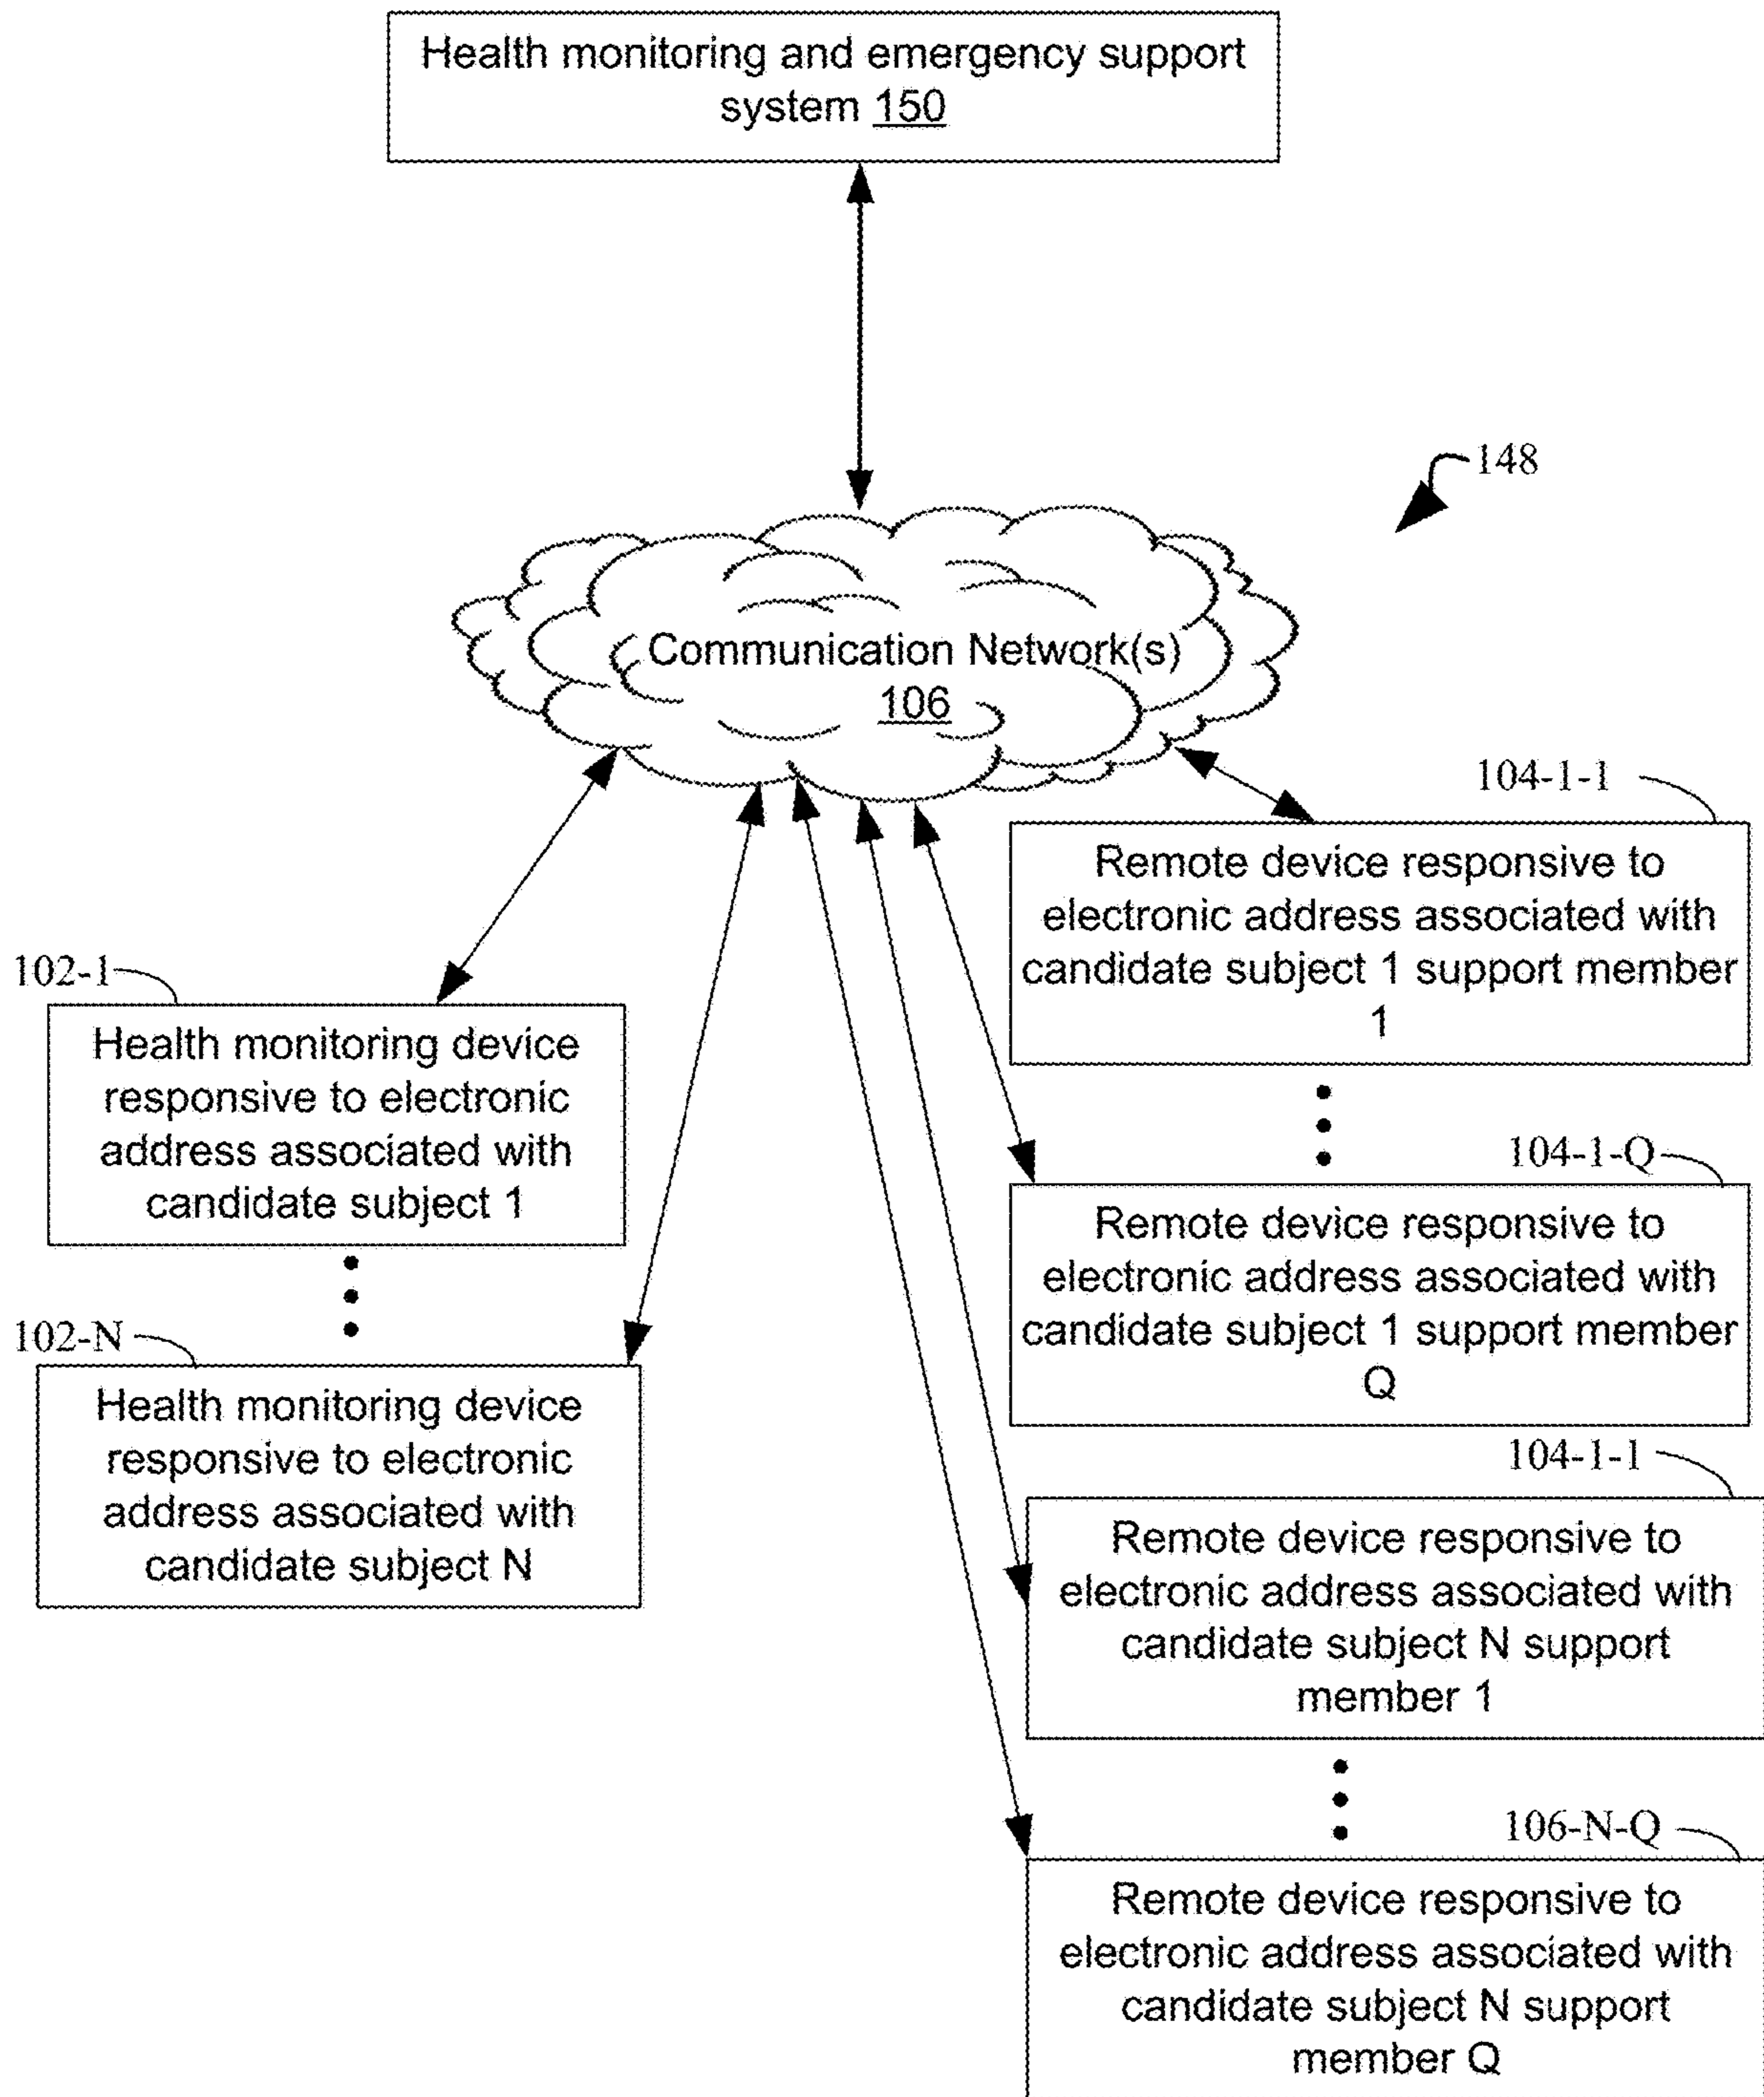 Health monitoring and emergency support
system 150
148
Communication Network(s)
106
104-1-1
Remote device responsive to
electronic address associated with
candidate subject 1 support member
1
102-1
Health monitoring device
responsive to electronic
address associated with
candidate subject 1
104-1-Q
Remote device responsive to
electronic address associated with
candidate subject 1 support member
Q
102-N
Health monitoring device
responsive to electronic
address associated with
candidate subject N
104-1-1
Remote device responsive to
electronic address associated with
candidate subject N support
member 1
106-N-Q
Remote device responsive to
electronic address associated with
candidate subject N support
member Q